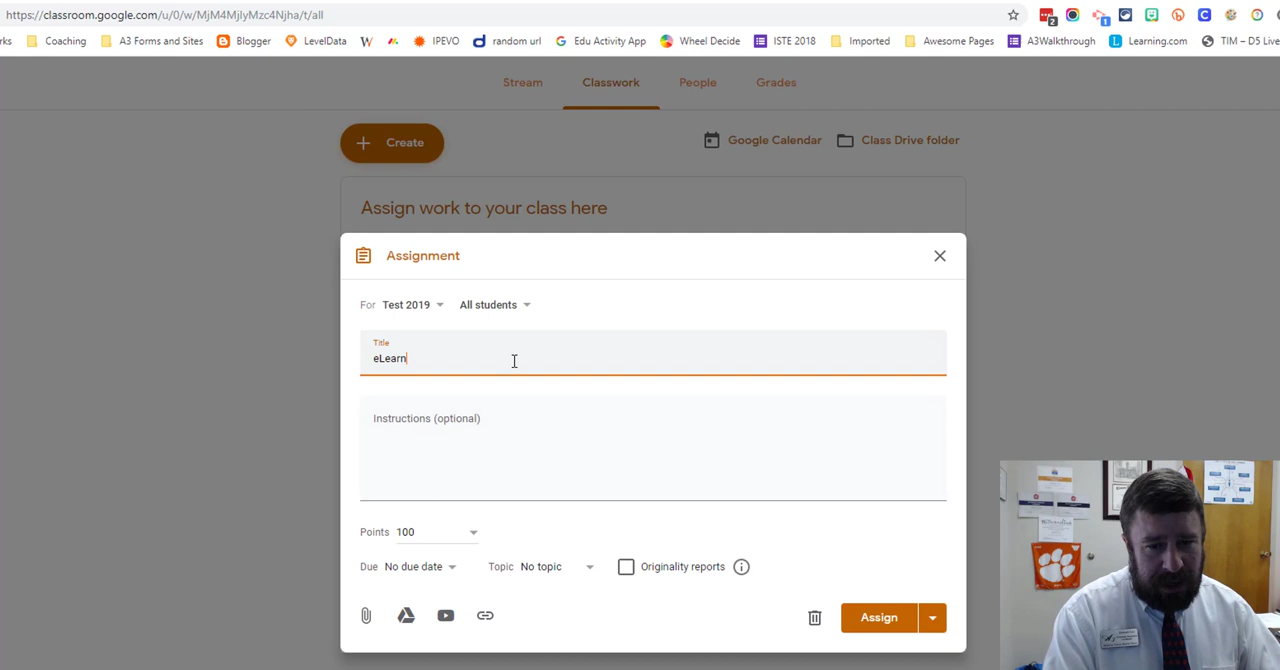 https://classroom.google.com/u/0/w/MjM4MjlyMzc4Njha/t/all
2 1
rks Coaching A3 Forms and Sites Blogger LevelData IPEVO random url Edu Activity App Wheel Decide ISTE 2018 Imported Awesome Pages A3Walkthrough Learning.com TIM – D5 Live
Stream Classwork People Grades
Create Google Calendar Class Drive folder
Assign work to your class here
Assignment
For Test 2019 All students
Title
eLearn
Instructions (optional)
Points 100
Due No due date Topic No topic Originality reports
Assign